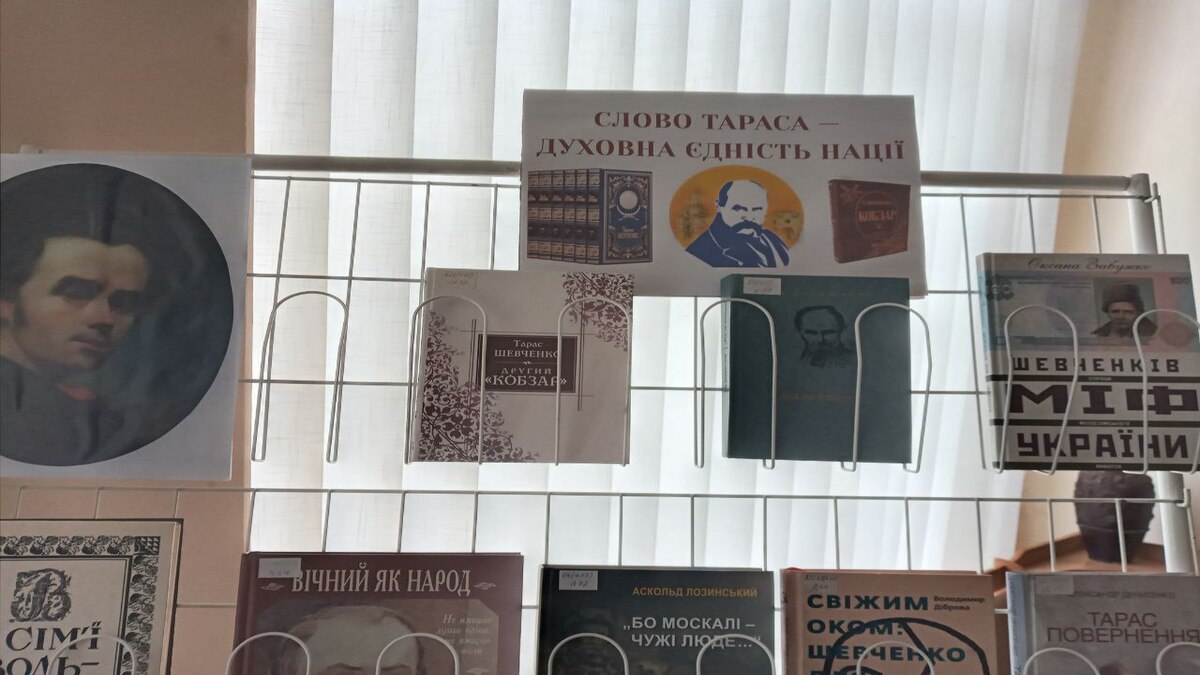 СЛОВО ТАРАСА —
ДУХОВНА ЄДНІСТЬ НАЦІЇ
КОБЗАР
Тарас
ШЕВЧЕНКО
ДРУГИЙ
«КОБЗАР»
Оксана Забужко
ШЕВЧЕНКІВ
МІФ
УКРАЇНИ
В
СІМ'Ї
ВІЧНИЙ ЯК НАРОД
АСКОЛЬД ЛОЗИНСЬКИЙ
„БО МОСКАЛІ –
ЧУЖІ ЛЮДЕ..."
СВІЖИМ
ОКОМ:
ШЕВЧЕНКО
Володимир
Діброва
ТАРАС
ПОВЕРНЕННЯ